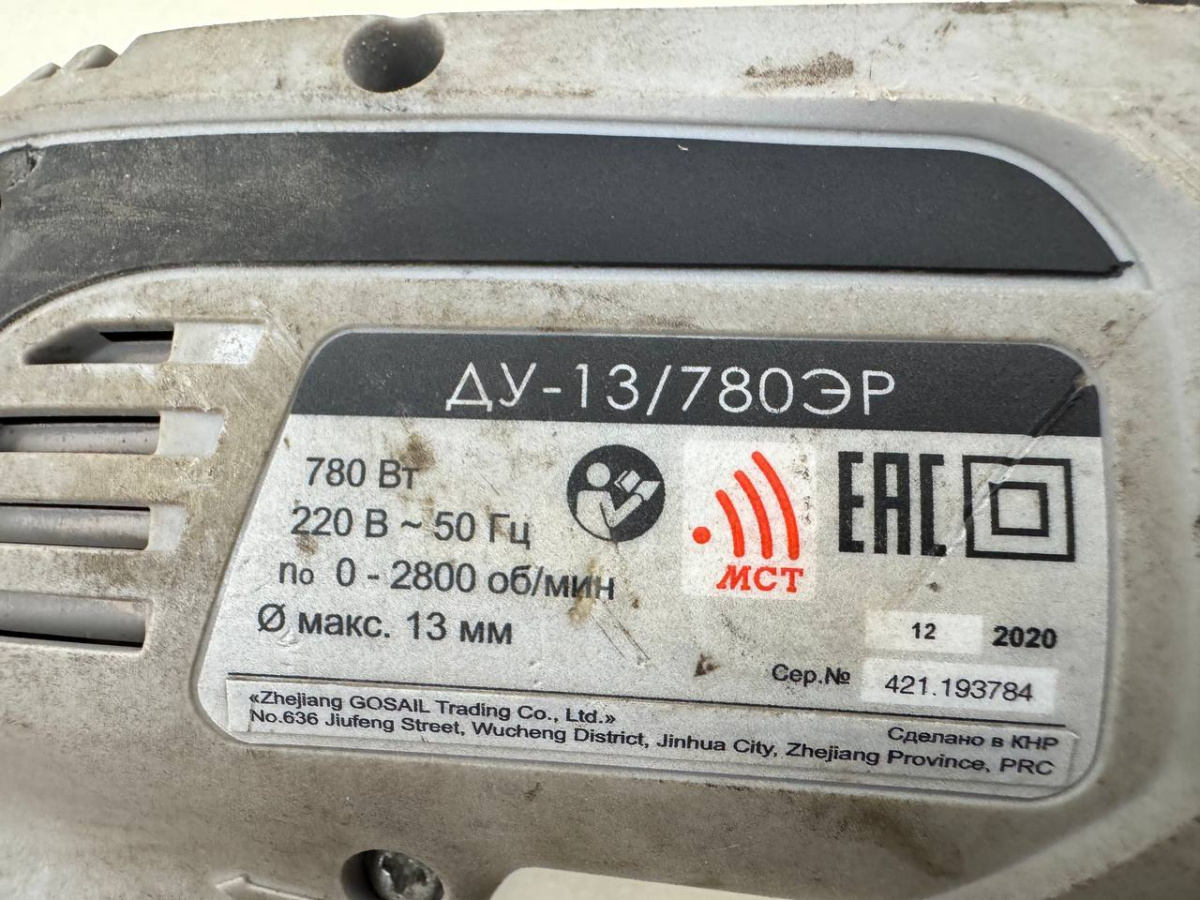 ДУ-13/780ЭР
780 Вт
220 В ~ 50 Гц
n₀ 0 - 2800 об/мин
Ø макс. 13 мм
МСТ
ЕАС
12 2020
Сер.№ 421.193784
«Zhejiang GOSAIL Trading Co., Ltd.»
Сделано в КНР
No.636 Jiufeng Street, Wucheng District, Jinhua City, Zhejiang Province, PRC